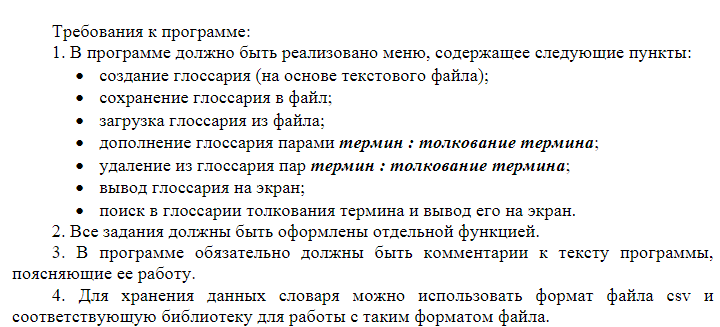 Требования к программе:
1. В программе должно быть реализовано меню, содержащее следующие пункты:
• создание глоссария (на основе текстового файла);
• сохранение глоссария в файл;
• загрузка глоссария из файла;
• дополнение глоссария парами термин : толкование термина;
• удаление из глоссария пар термин : толкование термина;
• вывод глоссария на экран;
• поиск в глоссарии толкования термина и вывод его на экран.
2. Все задания должны быть оформлены отдельной функцией.
3. В программе обязательно должны быть комментарии к тексту программы,
поясняющие ее работу.
4. Для хранения данных словаря можно использовать формат файла csv и
соответствующую библиотеку для работы с таким форматом файла.